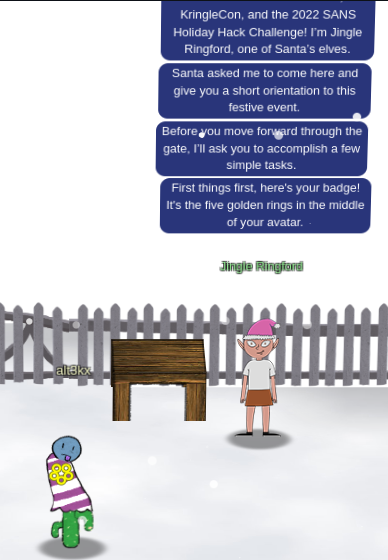 KringleCon, and the 2022 SANS
Holiday Hack Challenge! I'm Jingle
Ringford, one of Santa's elves.
Santa asked me to come here and
give you a short orientation to this
festive event.
Before you move forward through the
gate, I'll ask you to accomplish a few
simple tasks.
First things first, here's your badge!
It's the five golden rings in the middle
of your avatar.
Jingle Ringford
alt3kx